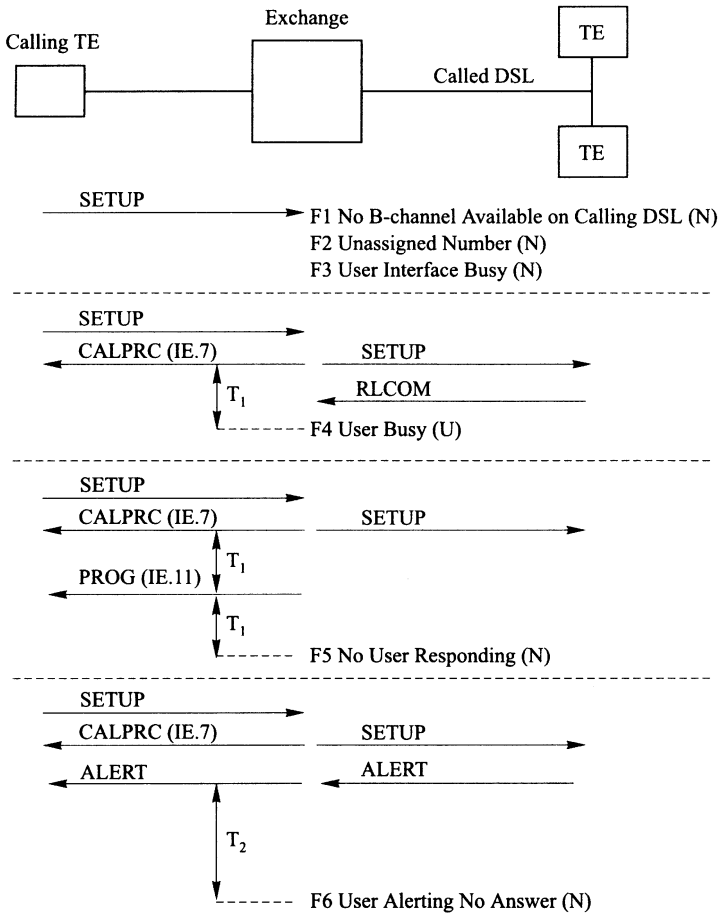 Exchange
TE
Calling TE
Called DSL
TE
SETUP
F1 No B-channel Available on Calling DSL (N)
F2 Unassigned Number (N)
F3 User Interface Busy (N)
SETUP
CALPRC (IE.7)
SETUP
RLCOM
T1
F4 User Busy (U)
SETUP
CALPRC (IE.7)
SETUP
T1
PROG (IE.11)
T1
F5 No User Responding (N)
SETUP
CALPRC (IE.7)
SETUP
ALERT
ALERT
T2
F6 User Alerting No Answer (N)